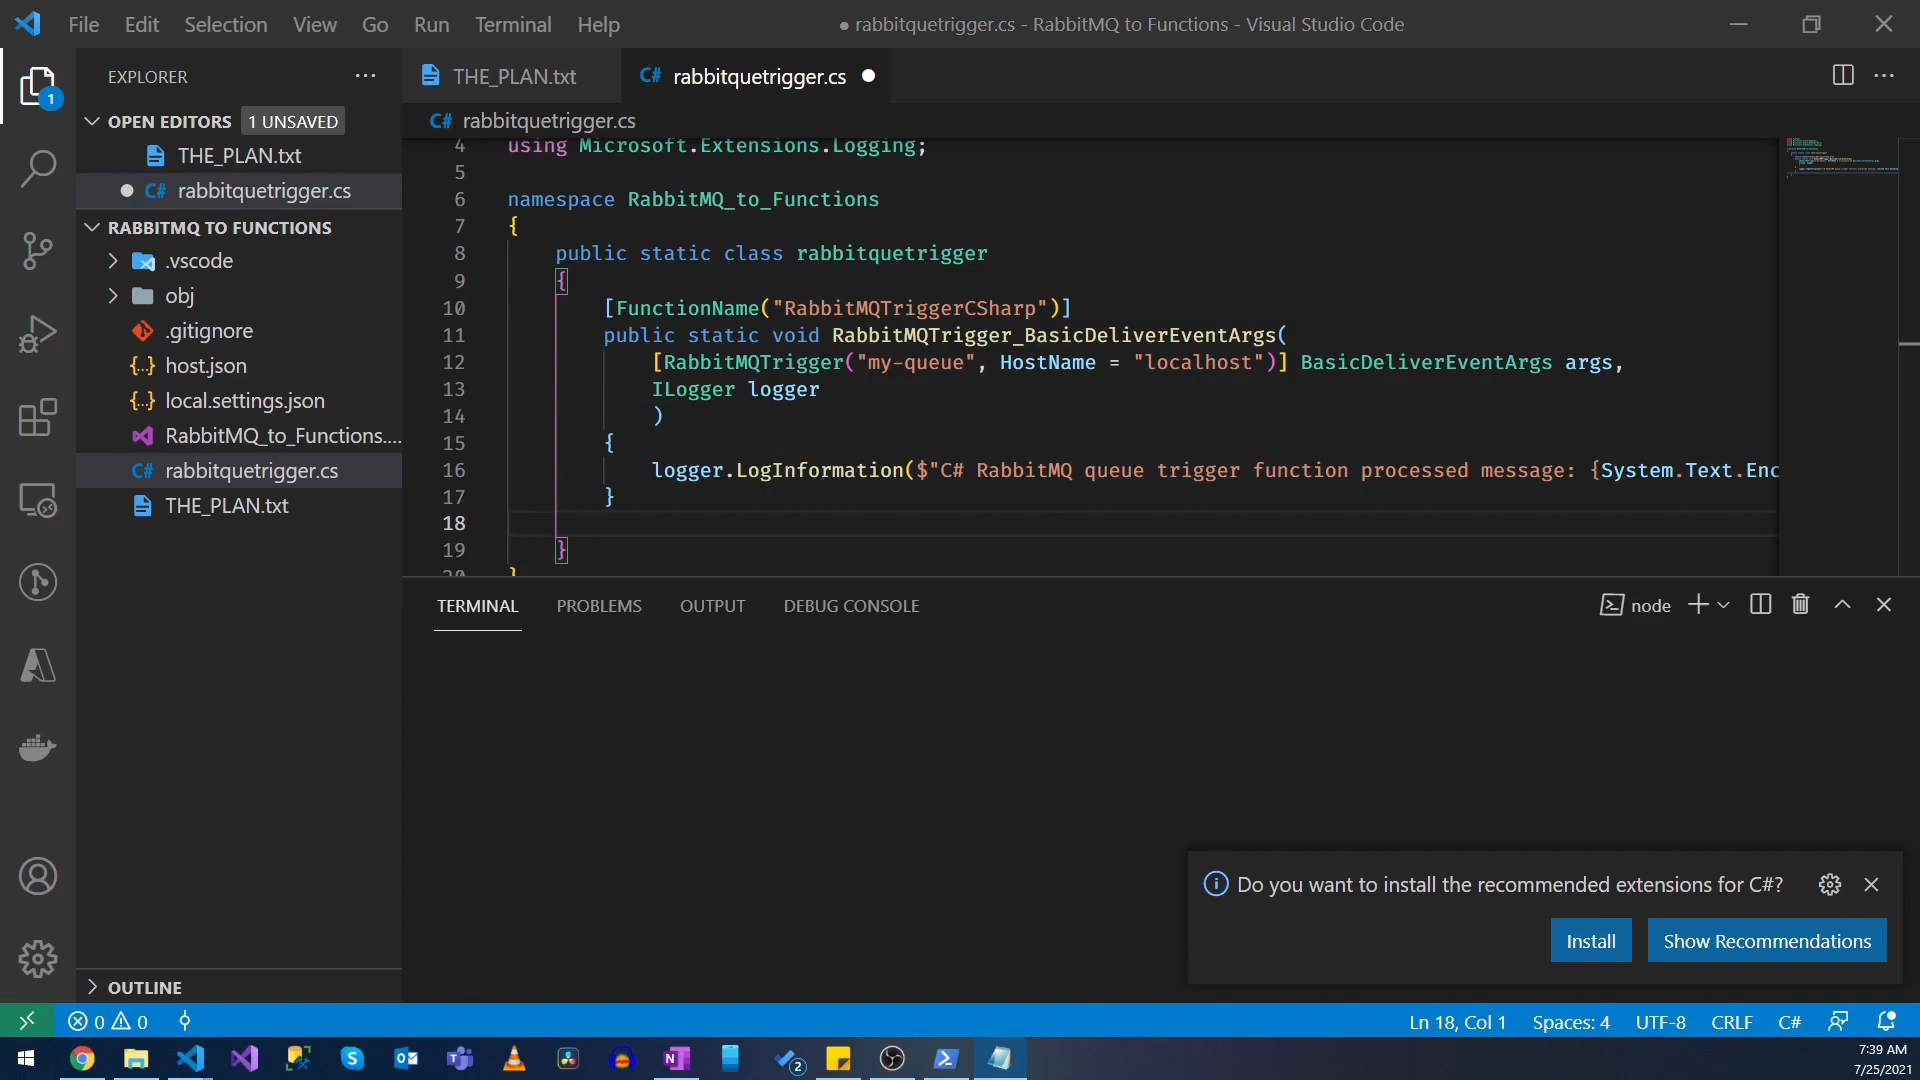 File Edit Selection View Go Run Terminal Help
● rabbitquetrigger.cs - RabbitMQ to Functions - Visual Studio Code
EXPLORER
1
OPEN EDITORS 1 UNSAVED
THE_PLAN.txt
C# rabbitquetrigger.cs
RABBITMQ TO FUNCTIONS
.vscode
obj
.gitignore
{..} host.json
{..} local.settings.json
RabbitMQ_to_Functions....
C# rabbitquetrigger.cs
THE_PLAN.txt
OUTLINE
THE_PLAN.txt
C# rabbitquetrigger.cs
C# rabbitquetrigger.cs
4 using Microsoft.Extensions.Logging;
5
6 namespace RabbitMQ_to_Functions
7 {
8 public static class rabbitquetrigger
9 {
10 [FunctionName("RabbitMQTriggerCSharp")]
11 public static void RabbitMQTrigger_BasicDeliverEventArgs(
12 [RabbitMQTrigger("my-queue", HostName = "localhost")] BasicDeliverEventArgs args,
13 ILogger logger
14 )
15 {
16 logger.LogInformation($"C# RabbitMQ queue trigger function processed message: {System.Text.Enc
17 }
18
19 }
20 }
TERMINAL PROBLEMS OUTPUT DEBUG CONSOLE
node
Do you want to install the recommended extensions for C#?
Install Show Recommendations
0 0
Ln 18, Col 1 Spaces: 4 UTF-8 CRLF C#
2
7:39 AM
7/25/2021